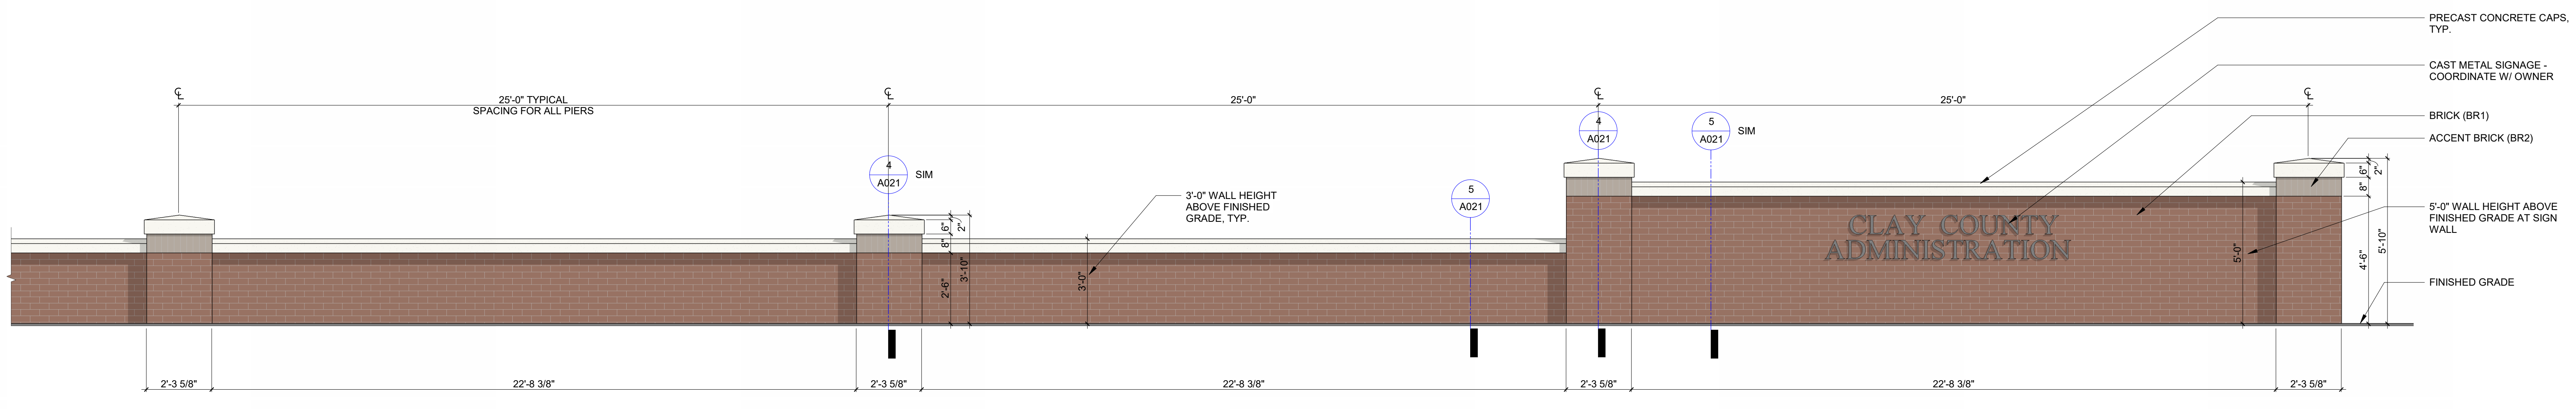 PRECAST CONCRETE CAPS,
TYP.
CAST METAL SIGNAGE -
COORDINATE W/ OWNER
BRICK (BR1)
ACCENT BRICK (BR2)
5'-0" WALL HEIGHT ABOVE
FINISHED GRADE AT SIGN
WALL
FINISHED GRADE
℄
℄
℄
℄
25'-0" TYPICAL
SPACING FOR ALL PIERS
25'-0"
25'-0"
4
A021
SIM
5
A021
4
A021
5
A021
SIM
3'-0" WALL HEIGHT
ABOVE FINISHED
GRADE, TYP.
6"
2"
8"
2'-6"
3'-10"
3'-0"
CLAY COUNTY
ADMINISTRATION
5'-0"
6"
2"
8"
4'-6"
5'-10"
2'-3 5/8"
22'-8 3/8"
2'-3 5/8"
22'-8 3/8"
2'-3 5/8"
22'-8 3/8"
2'-3 5/8"